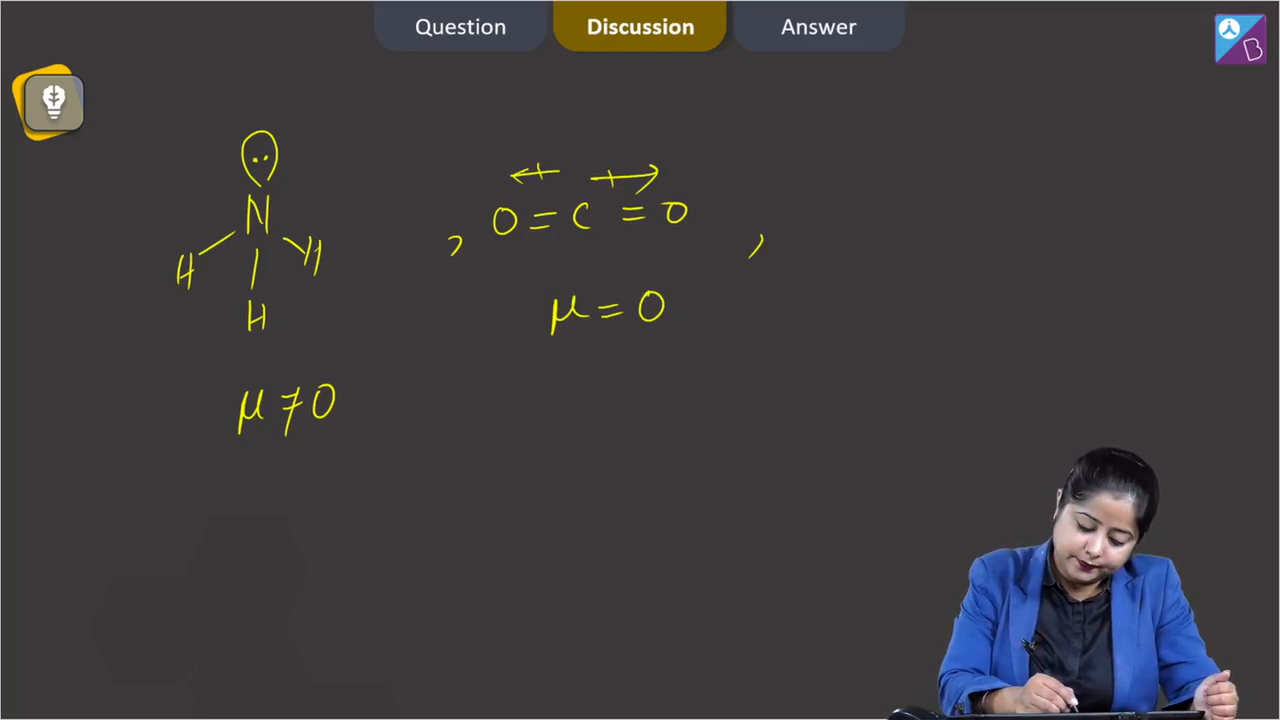 Question Discussion Answer
B
N
H H
H
μ ≠ 0
, O = C = O ,
μ = 0